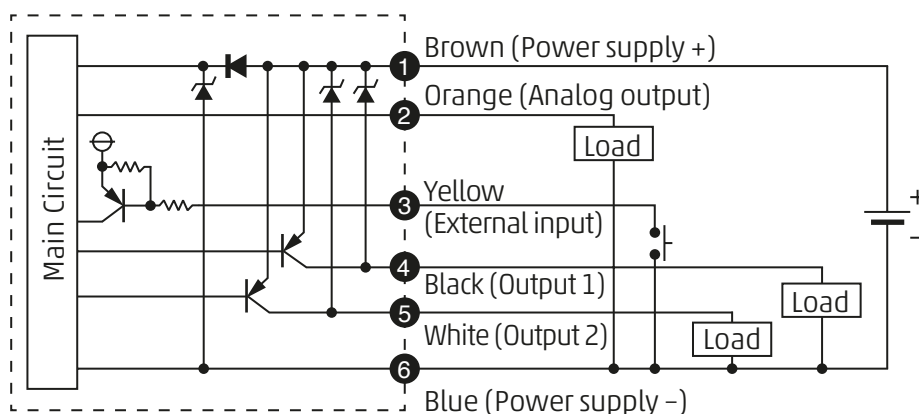 Main Circuit
1 Brown (Power supply +)
2 Orange (Analog output)
Load
3 Yellow
(External input)
+
−
4 Black (Output 1)
Load
5 White (Output 2)
Load
6 Blue (Power supply −)